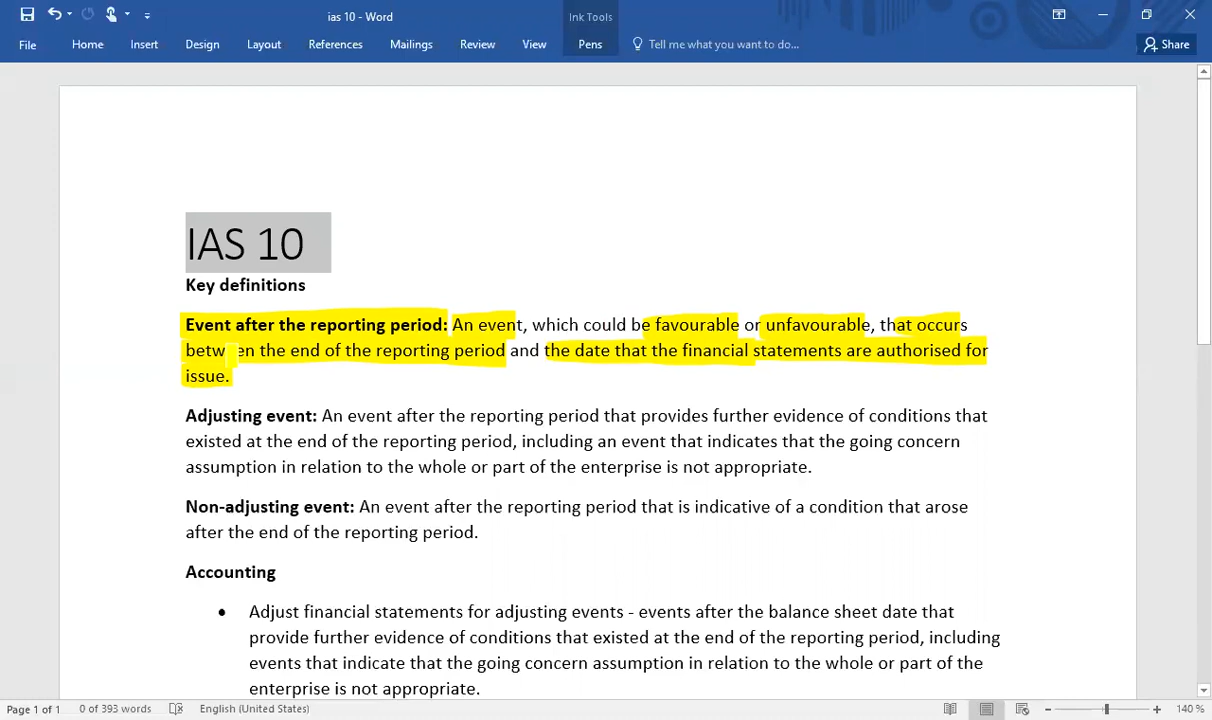 ias 10 - Word
Ink Tools
File Home Insert Design Layout References Mailings Review View Pens Tell me what you want to do... Share
IAS 10
Key definitions
Event after the reporting period: An event, which could be favourable or unfavourable, that occurs
between the end of the reporting period and the date that the financial statements are authorised for
issue.
Adjusting event: An event after the reporting period that provides further evidence of conditions that
existed at the end of the reporting period, including an event that indicates that the going concern
assumption in relation to the whole or part of the enterprise is not appropriate.
Non-adjusting event: An event after the reporting period that is indicative of a condition that arose
after the end of the reporting period.
Accounting
• Adjust financial statements for adjusting events - events after the balance sheet date that
provide further evidence of conditions that existed at the end of the reporting period, including
events that indicate that the going concern assumption in relation to the whole or part of the
enterprise is not appropriate.
Page 1 of 1 0 of 393 words English (United States) 140 %